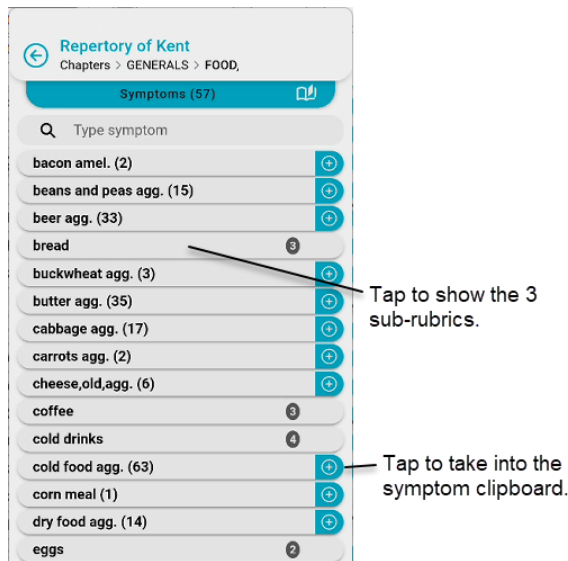 Repertory of Kent
Chapters > GENERALS > FOOD,
Symptoms (57)
Type symptom
bacon amel. (2)
beans and peas agg. (15)
beer agg. (33)
bread 3
buckwheat agg. (3)
butter agg. (35)
cabbage agg. (17)
carrots agg. (2)
cheese,old,agg. (6)
coffee 3
cold drinks 4
cold food agg. (63)
corn meal (1)
dry food agg. (14)
eggs 2
Tap to show the 3
sub-rubrics.
Tap to take into the
symptom clipboard.